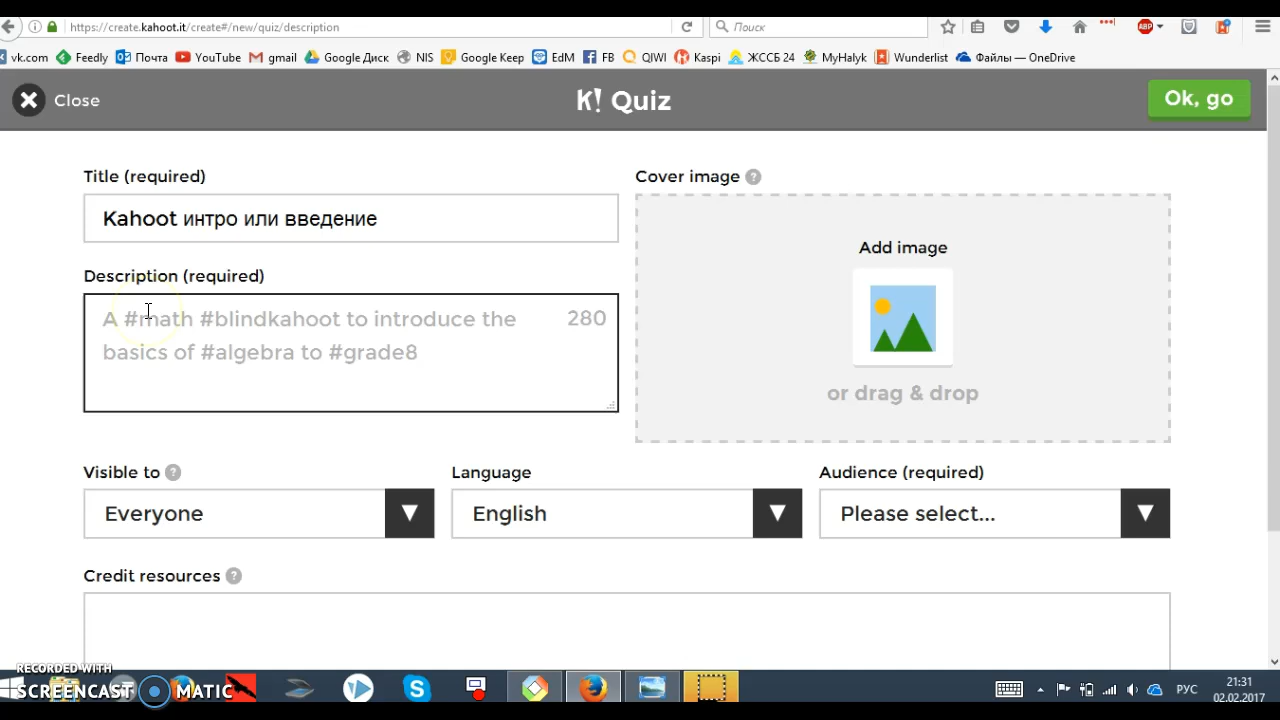 https://create.kahoot.it/create#/new/quiz/description
Поиск
vk.com Feedly Почта YouTube gmail Google Диск NIS Google Keep EdM FB QIWI Kaspi ЖССБ 24 MyHalyk Wunderlist Файлы — OneDrive
Close
K! Quiz
Ok, go
Title (required)
Kahoot интро или введение
Cover image ?
Add image
or drag & drop
Description (required)
A #math #blindkahoot to introduce the
basics of #algebra to #grade8
280
Visible to ?
Everyone
Language
English
Audience (required)
Please select...
Credit resources ?
RECORDED WITH
SCREENCAST MATIC
РУС
21:31
02.02.2017